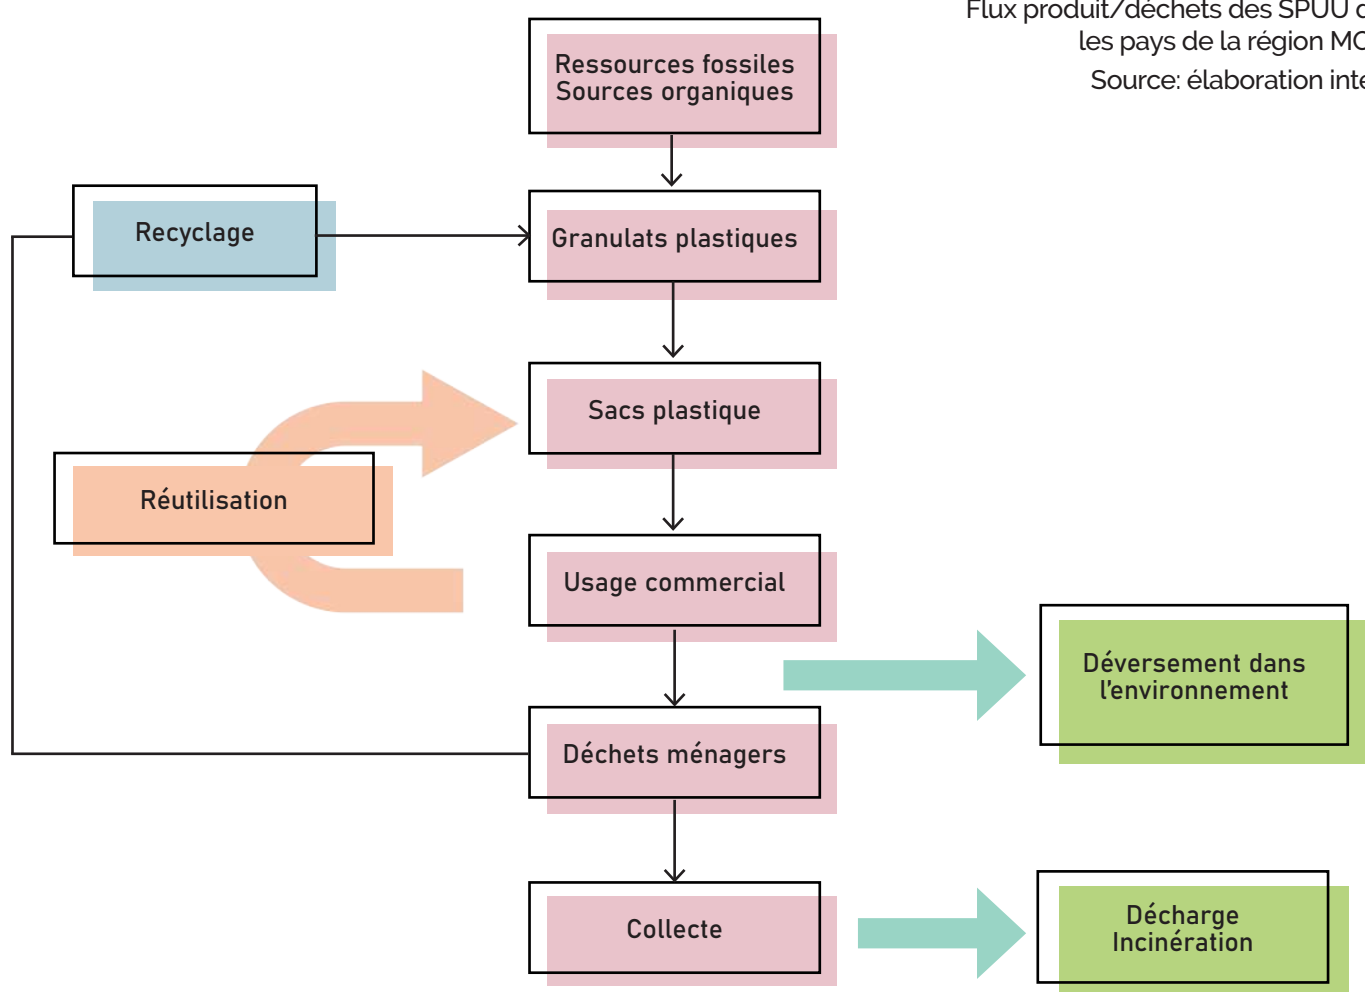 Flux produit/déchets des SPUU
les pays de la région
Source: élaboration
Ressources fossiles
Sources organiques
Recyclage
Granulats plastiques
Sacs plastique
Réutilisation
Usage commercial
Déversement dans
l'environnement
Déchets ménagers
Décharge
Incinération
Collecte